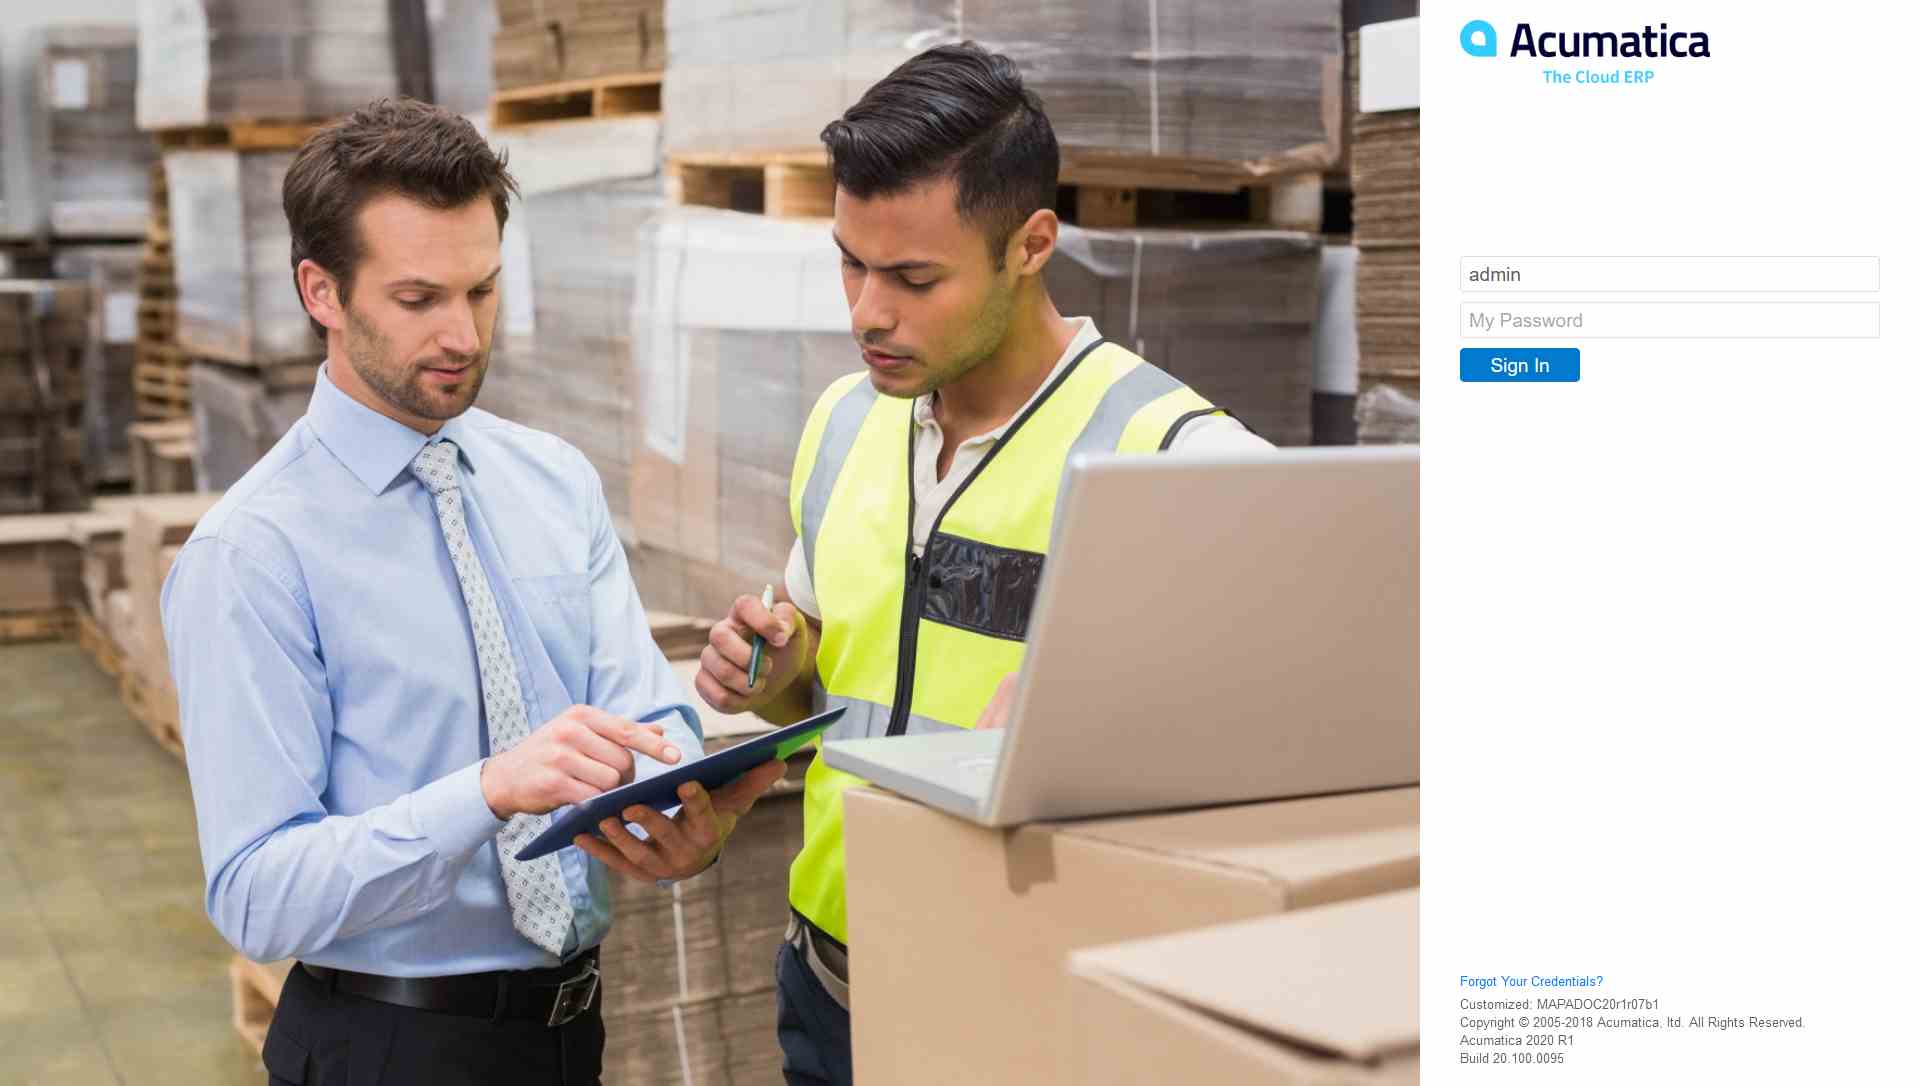 Acumatica
The Cloud ERP
admin
My Password
Sign In
Forgot Your Credentials?
Customized: MAPADOC20r1r07b1
Copyright © 2005-2018 Acumatica, ltd. All Rights Reserved.
Acumatica 2020 R1
Build 20.100.0095